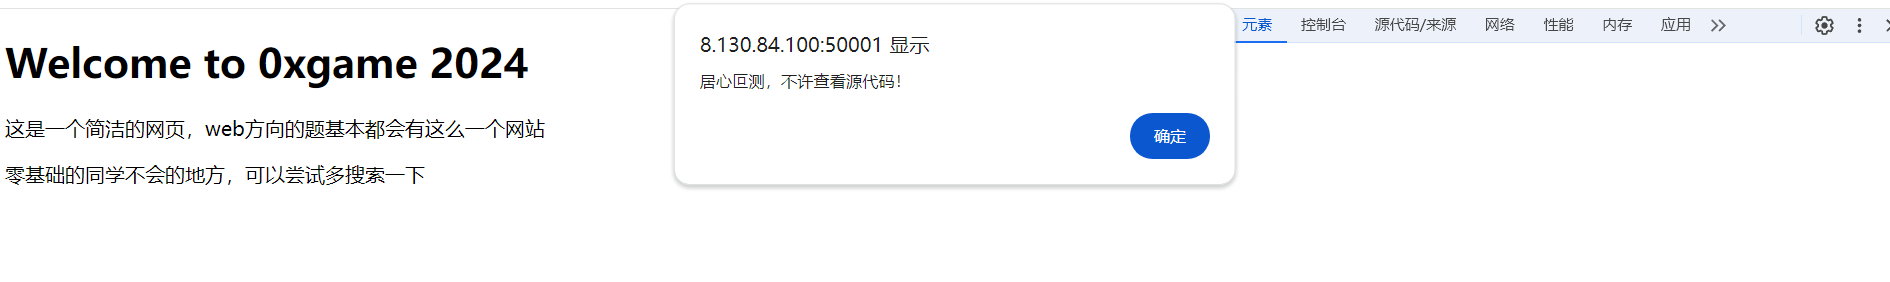 Welcome to 0xgame 2024
这是一个简洁的网页，web方向的题基本都会有这么一个网站
零基础的同学不会的地方，可以尝试多搜索一下
8.130.84.100:50001 显示
居心叵测，不许查看源代码！
确定
元素 控制台 源代码/来源 网络 性能 内存 应用